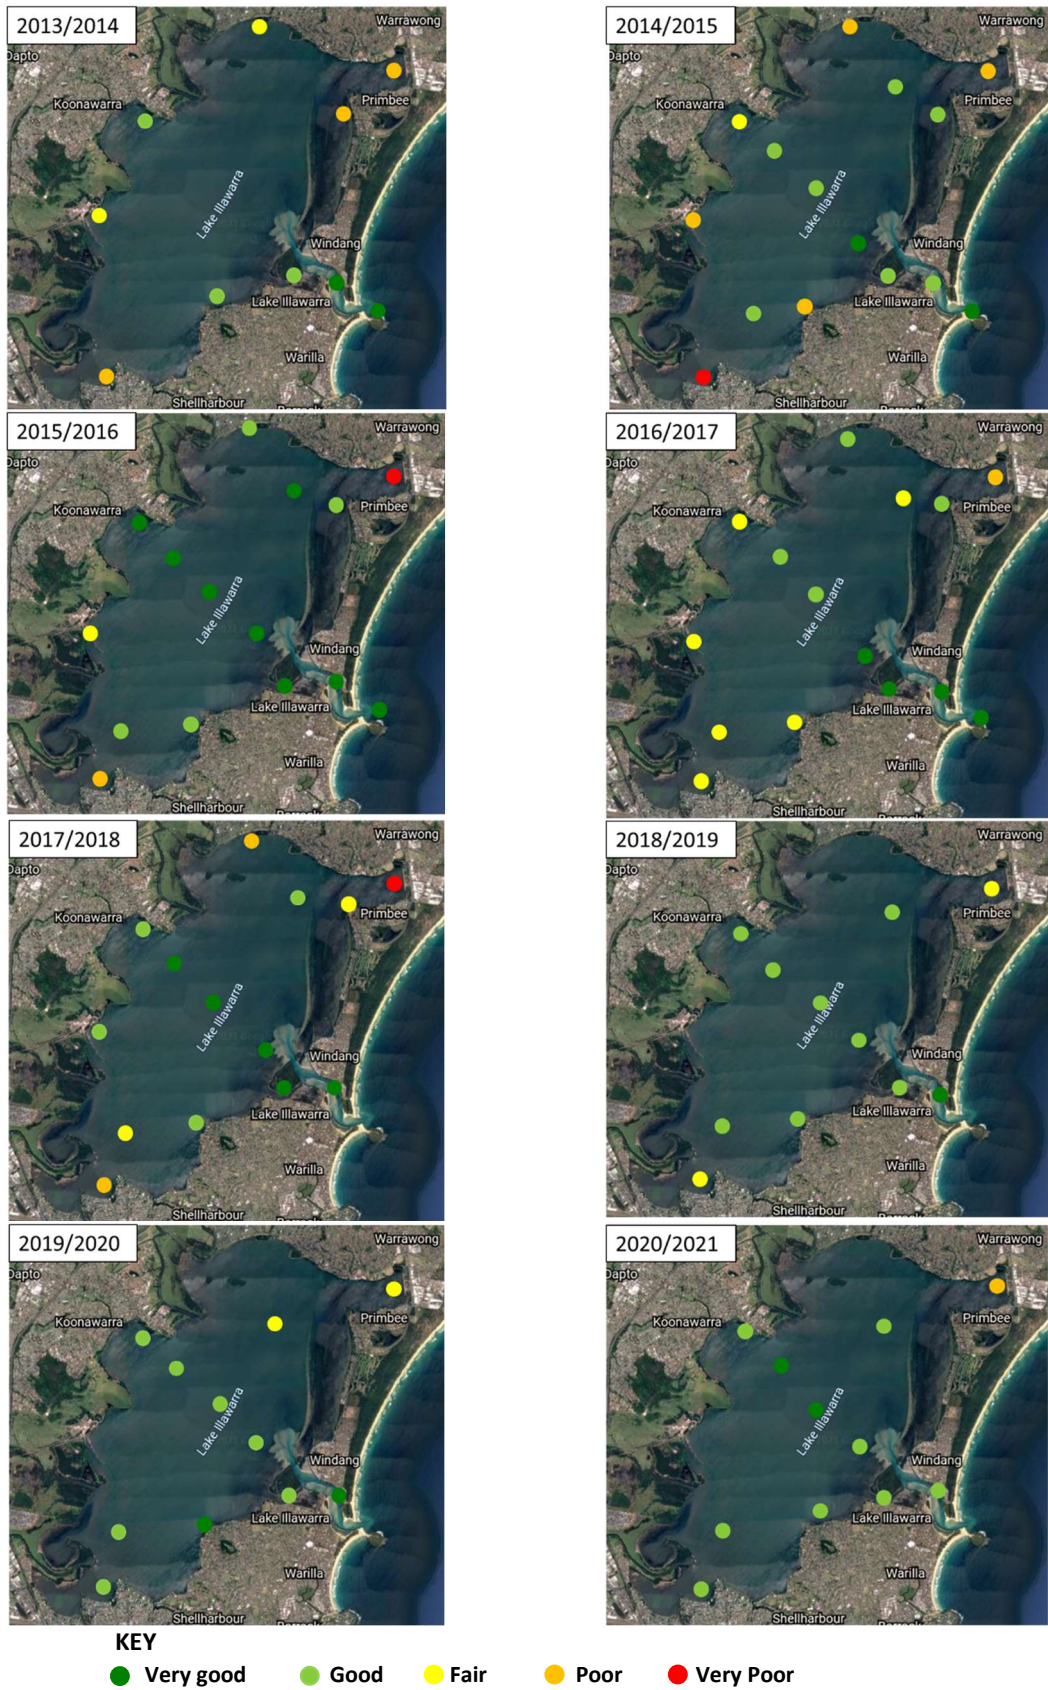 2013/2014
Warrawong
Dapto
Koonawarra
Primbee
Lake Illawarra
Windang
Lake Illawarra
Warilla
Shellharbour
2014/2015
Warrawong
Dapto
Koonawarra
Primbee
Lake Illawarra
Windang
Lake Illawarra
Warilla
Shellharbour
2015/2016
Warrawong
Dapto
Koonawarra
Primbee
Lake Illawarra
Windang
Lake Illawarra
Warilla
Shellharbour
2016/2017
Warrawong
Dapto
Koonawarra
Primbee
Lake Illawarra
Windang
Lake Illawarra
Warilla
Shellharbour
2017/2018
Warrawong
Dapto
Koonawarra
Primbee
Lake Illawarra
Windang
Lake Illawarra
Warilla
Shellharbour
2018/2019
Warrawong
Dapto
Koonawarra
Primbee
Lake Illawarra
Windang
Lake Illawarra
Warilla
Shellharbour
2019/2020
Warrawong
Dapto
Koonawarra
Primbee
Lake Illawarra
Windang
Lake Illawarra
Warilla
Shellharbour
2020/2021
Warrawong
Dapto
Koonawarra
Primbee
Lake Illawarra
Windang
Lake Illawarra
Warilla
Shellharbour
KEY
Very good Good Fair Poor Very Poor